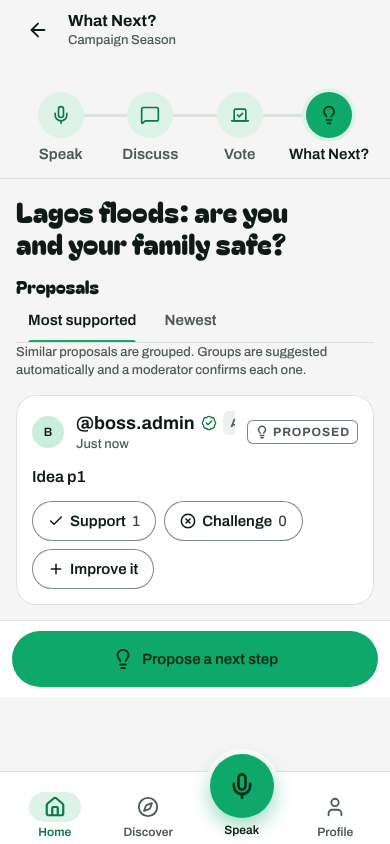 What Next?
Campaign Season
Speak
Discuss
Vote
What Next?
Lagos floods: are you
and your family safe?
Proposals
Most supported
Newest
Similar proposals are grouped. Groups are suggested
automatically and a moderator confirms each one.
B
@boss.admin
PROPOSED
Just now
Idea p1
Support 1
Challenge 0
Improve it
Propose a next step
Home
Discover
Speak
Profile